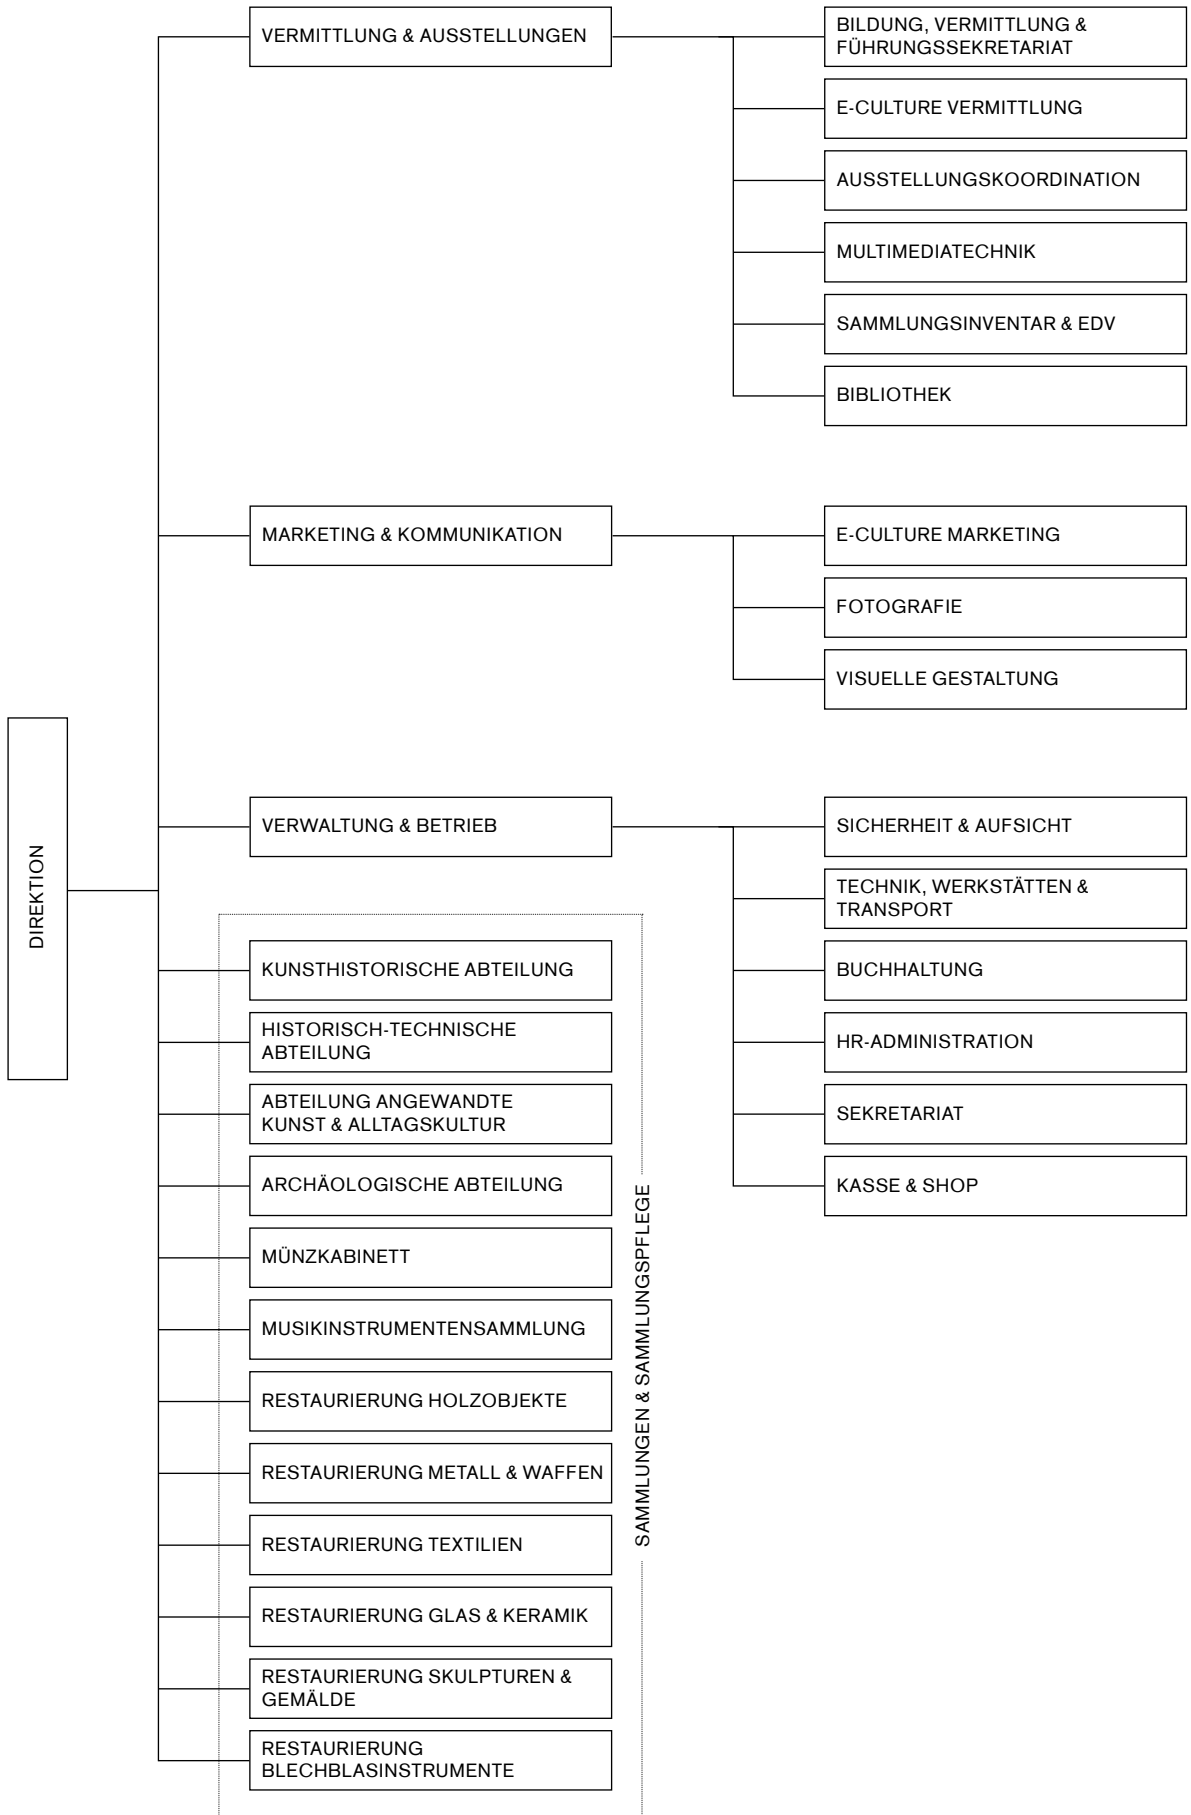 VERMITTLUNG & AUSSTELLUNGEN
BILDUNG, VERMITTLUNG &
FÜHRUNGSSEKRETARIAT
E-CULTURE VERMITTLUNG
AUSSTELLUNGSKOORDINATION
MULTIMEDIATECHNIK
SAMMLUNGSINVENTAR & EDV
BIBLIOTHEK
MARKETING & KOMMUNIKATION
E-CULTURE MARKETING
FOTOGRAFIE
VISUELLE GESTALTUNG
DIREKTION
VERWALTUNG & BETRIEB
SICHERHEIT & AUFSICHT
TECHNIK, WERKSTÄTTEN &
TRANSPORT
BUCHHALTUNG
HR-ADMINISTRATION
SEKRETARIAT
KASSE & SHOP
KUNSTHISTORISCHE ABTEILUNG
HISTORISCH-TECHNISCHE
ABTEILUNG
ABTEILUNG ANGEWANDTE
KUNST & ALLTAGSKULTUR
ARCHÄOLOGISCHE ABTEILUNG
MÜNZKABINETT
MUSIKINSTRUMENTENSAMMLUNG
RESTAURIERUNG HOLZOBJEKTE
RESTAURIERUNG METALL & WAFFEN
RESTAURIERUNG TEXTILIEN
RESTAURIERUNG GLAS & KERAMIK
RESTAURIERUNG SKULPTUREN &
GEMÄLDE
RESTAURIERUNG
BLECHBLASINSTRUMENTE
SAMMLUNGEN & SAMMLUNGSPFLEGE